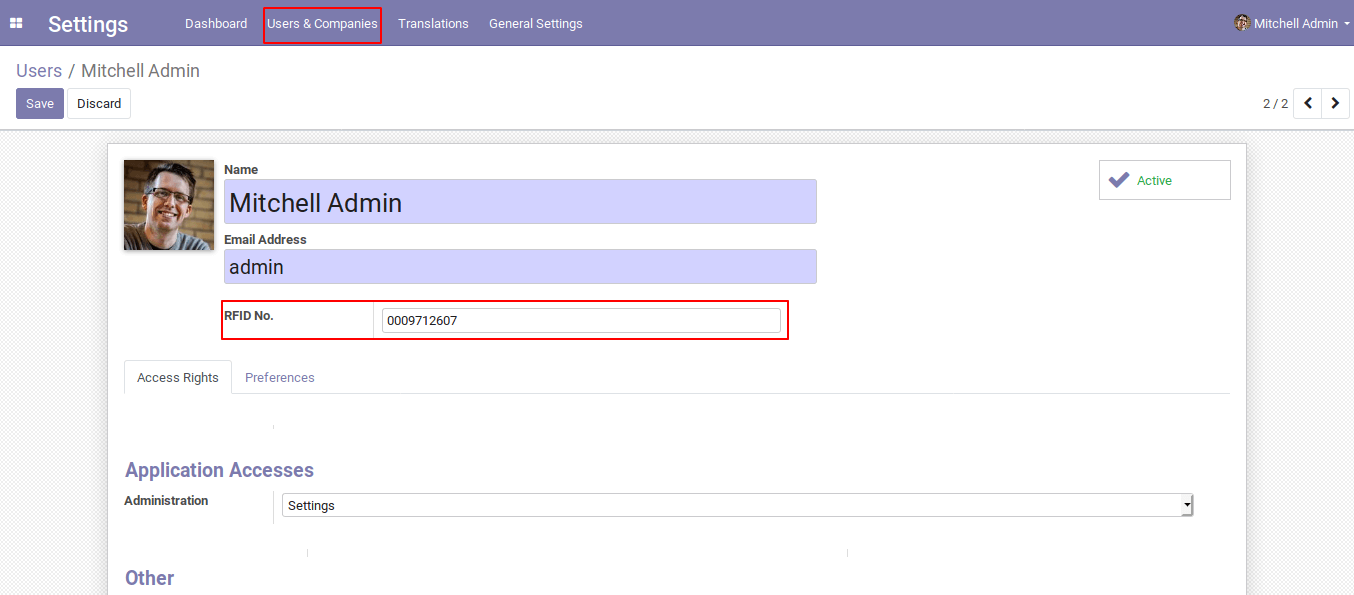 Settings Dashboard Users & Companies Translations General Settings Mitchell Admin
Users / Mitchell Admin
Save Discard 2 / 2
Name
Mitchell Admin
Active
Email Address
admin
RFID No. 0009712607
Access Rights Preferences
Application Accesses
Administration Settings
Other